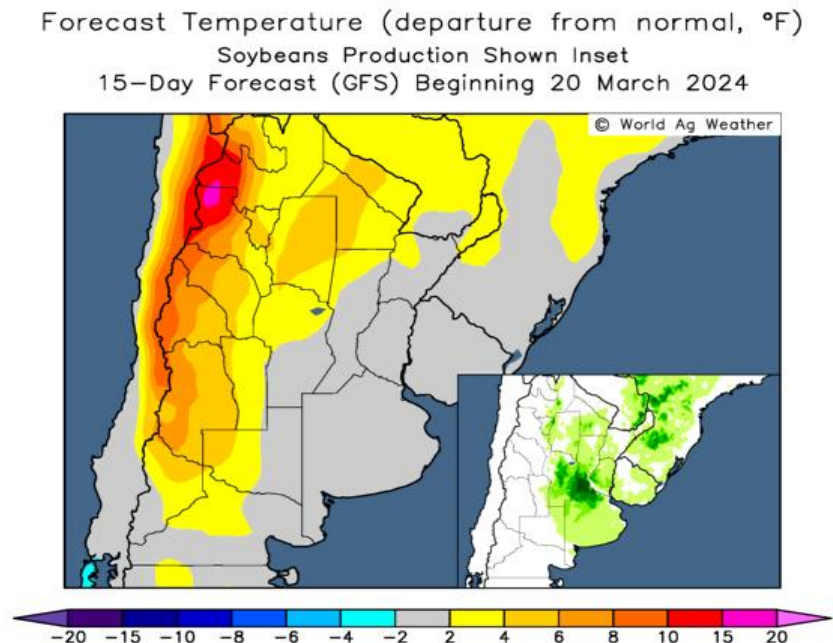 Forecast Temperature (departure from normal, °F)
Soybeans Production Shown Inset
15-Day Forecast (GFS) Beginning 20 March 2024
© World Ag Weather
-20 -15 -10 -8 -6 -4 -2 2 4 6 8 10 15 20